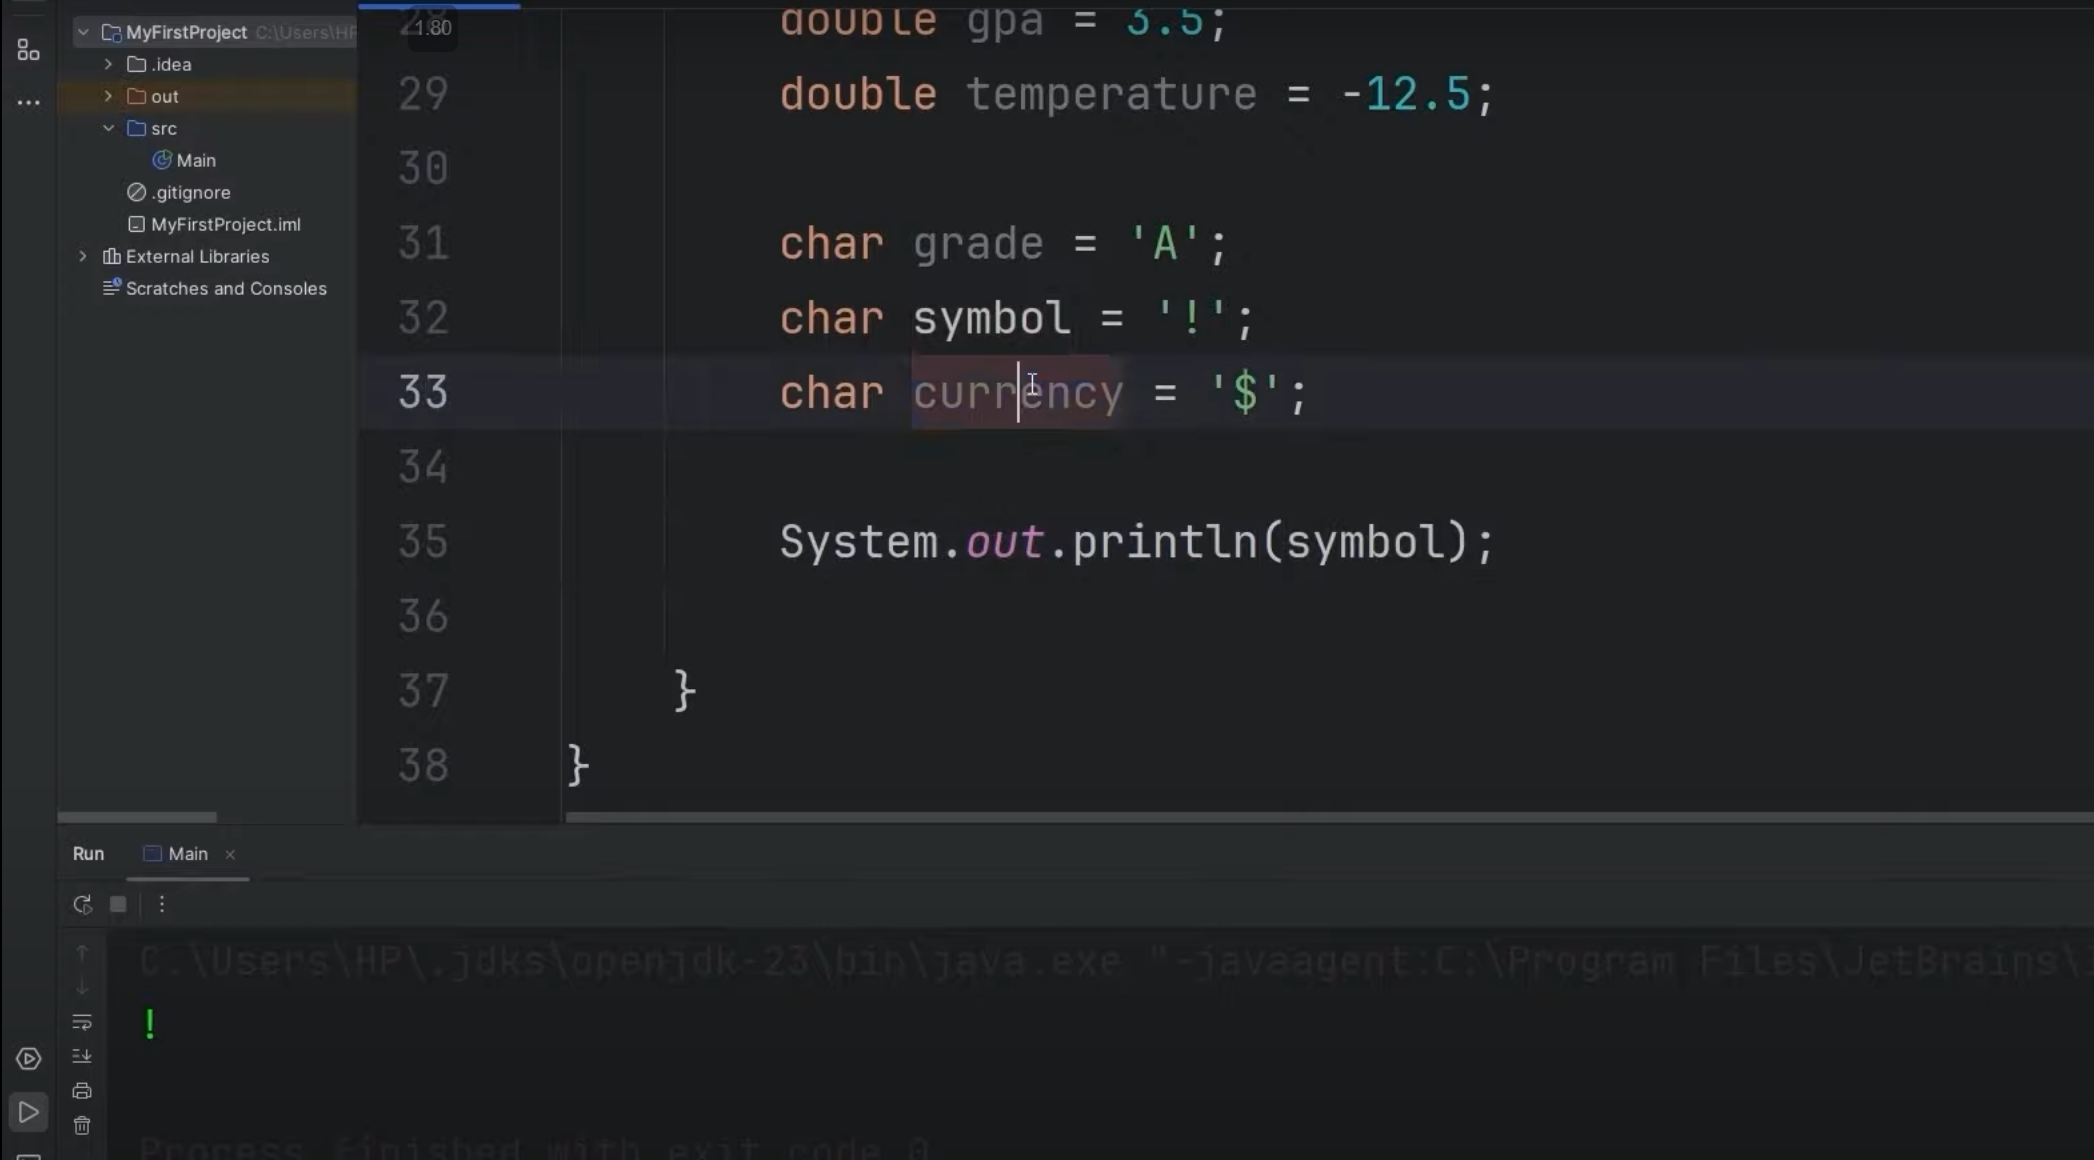 MyFirstProject C:\Users\HP
.idea
out
src
Main
.gitignore
MyFirstProject.iml
External Libraries
Scratches and Consoles
1.80
28 double gpa = 3.5;
29 double temperature = -12.5;
30
31 char grade = 'A';
32 char symbol = '!';
33 char currency = '$';
34
35 System.out.println(symbol);
36
37 }
38 }
Run Main
C:\Users\HP\.jdks\openjdk-23\bin\java.exe "-javaagent:C:\Program Files\JetBrains\
!
Process finished with exit code 0